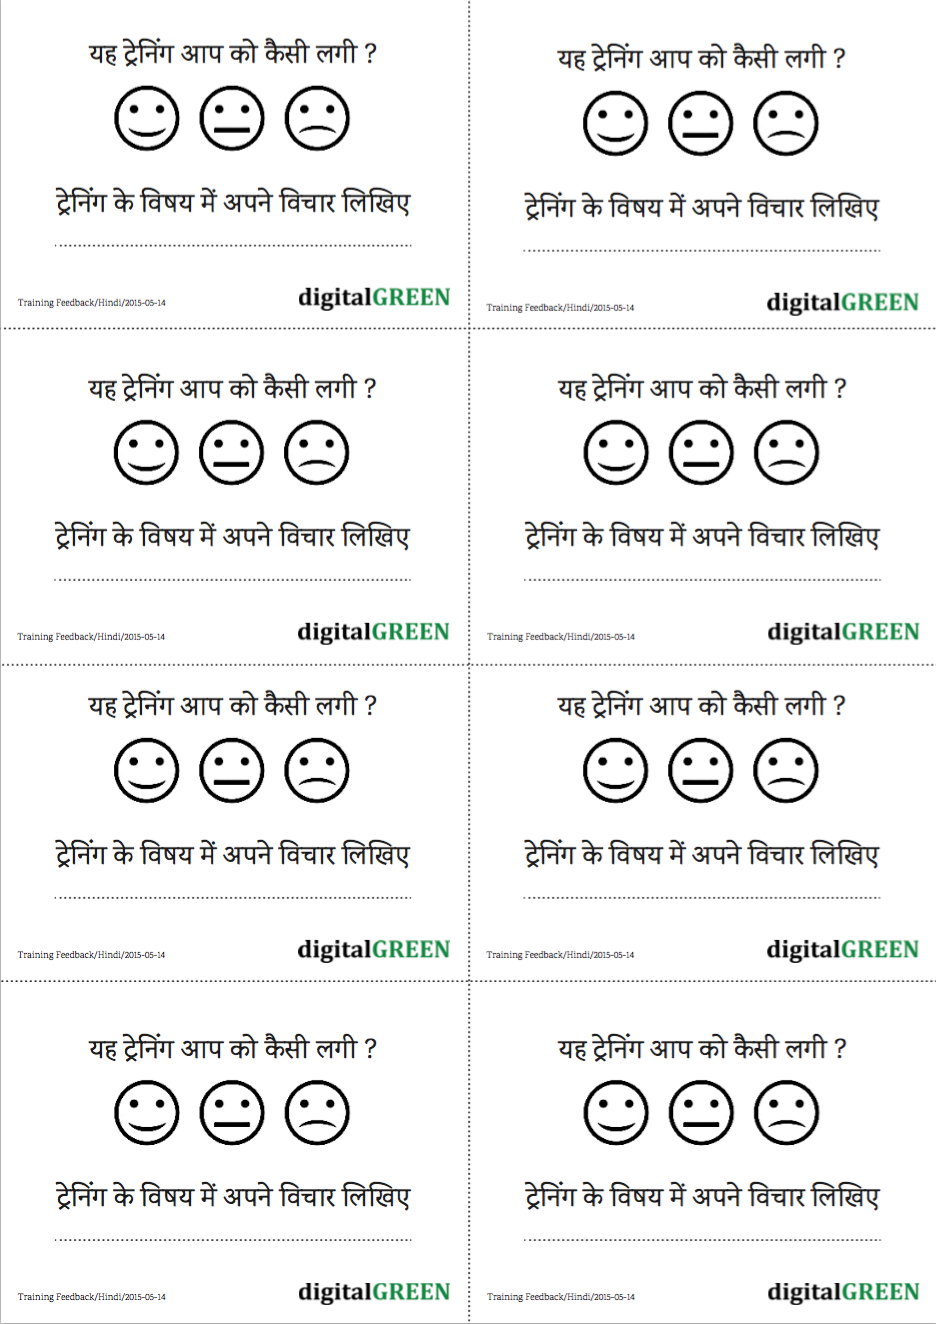 यह ट्रेनिंग आप को कैसी लगी ?
ट्रेनिंग के विषय में अपने विचार लिखिए
Training Feedback/Hindi/2015-05-14
digitalGREEN
यह ट्रेनिंग आप को कैसी लगी ?
ट्रेनिंग के विषय में अपने विचार लिखिए
Training Feedback/Hindi/2015-05-14
digitalGREEN
यह ट्रेनिंग आप को कैसी लगी ?
ट्रेनिंग के विषय में अपने विचार लिखिए
Training Feedback/Hindi/2015-05-14
digitalGREEN
यह ट्रेनिंग आप को कैसी लगी ?
ट्रेनिंग के विषय में अपने विचार लिखिए
Training Feedback/Hindi/2015-05-14
digitalGREEN
यह ट्रेनिंग आप को कैसी लगी ?
ट्रेनिंग के विषय में अपने विचार लिखिए
Training Feedback/Hindi/2015-05-14
digitalGREEN
यह ट्रेनिंग आप को कैसी लगी ?
ट्रेनिंग के विषय में अपने विचार लिखिए
Training Feedback/Hindi/2015-05-14
digitalGREEN
यह ट्रेनिंग आप को कैसी लगी ?
ट्रेनिंग के विषय में अपने विचार लिखिए
Training Feedback/Hindi/2015-05-14
digitalGREEN
यह ट्रेनिंग आप को कैसी लगी ?
ट्रेनिंग के विषय में अपने विचार लिखिए
Training Feedback/Hindi/2015-05-14
digitalGREEN